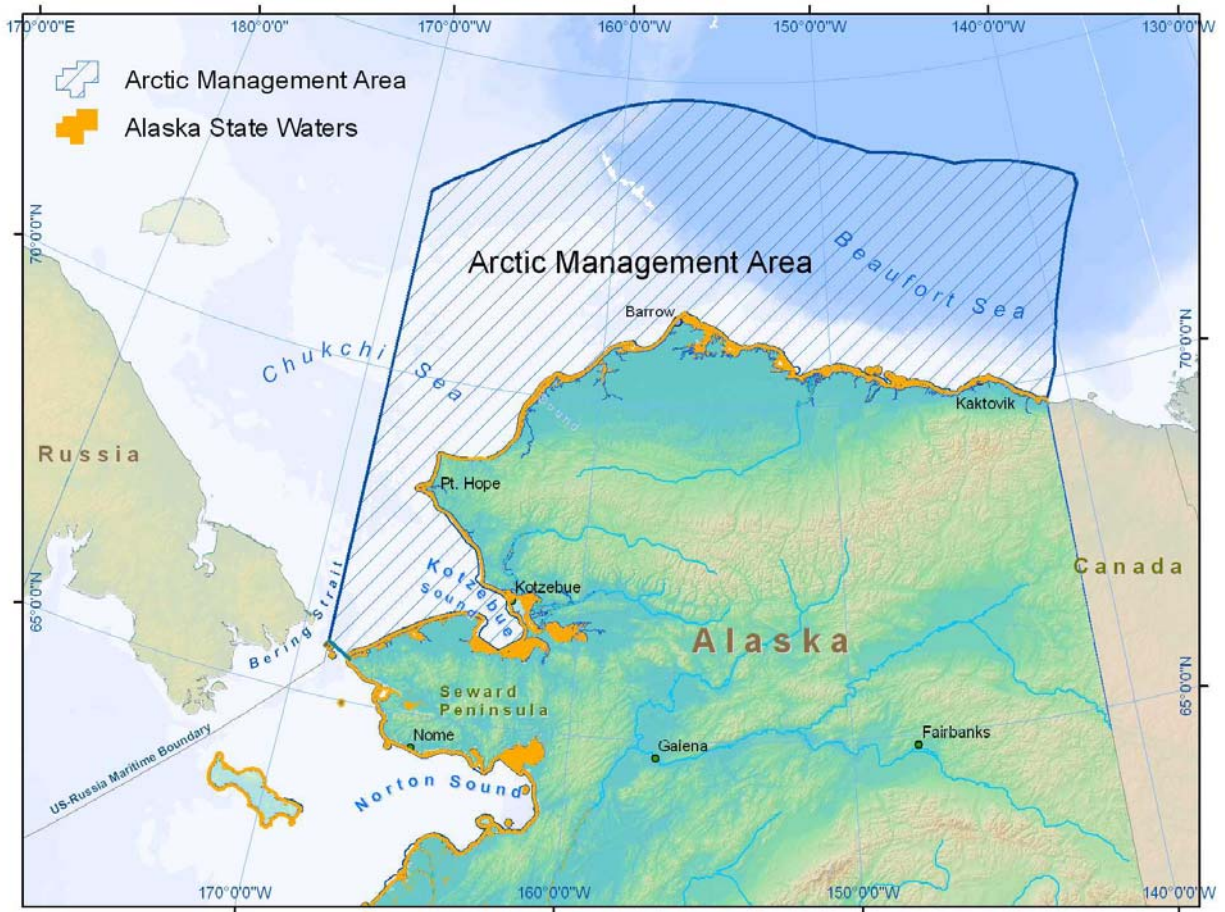 170°0'0"E
180°0'0"
170°0'0"W
160°0'0"W
150°0'0"W
140°0'0"W
130°0'0"W
Arctic Management Area
Alaska State Waters
70°0'0"N
Arctic Management Area
Beaufort Sea
Barrow
70°0'0"N
Chukchi Sea
Kaktovik
Russia
Pt. Hope
Kotzebue
Sound
Kotzebue
Canada
65°0'0"N
Bering Strait
Alaska
65°0'0"N
Seward
Peninsula
Nome
Galena
Fairbanks
US-Russia Maritime Boundary
Norton Sound
170°0'0"W
160°0'0"W
150°0'0"W
140°0'0"W